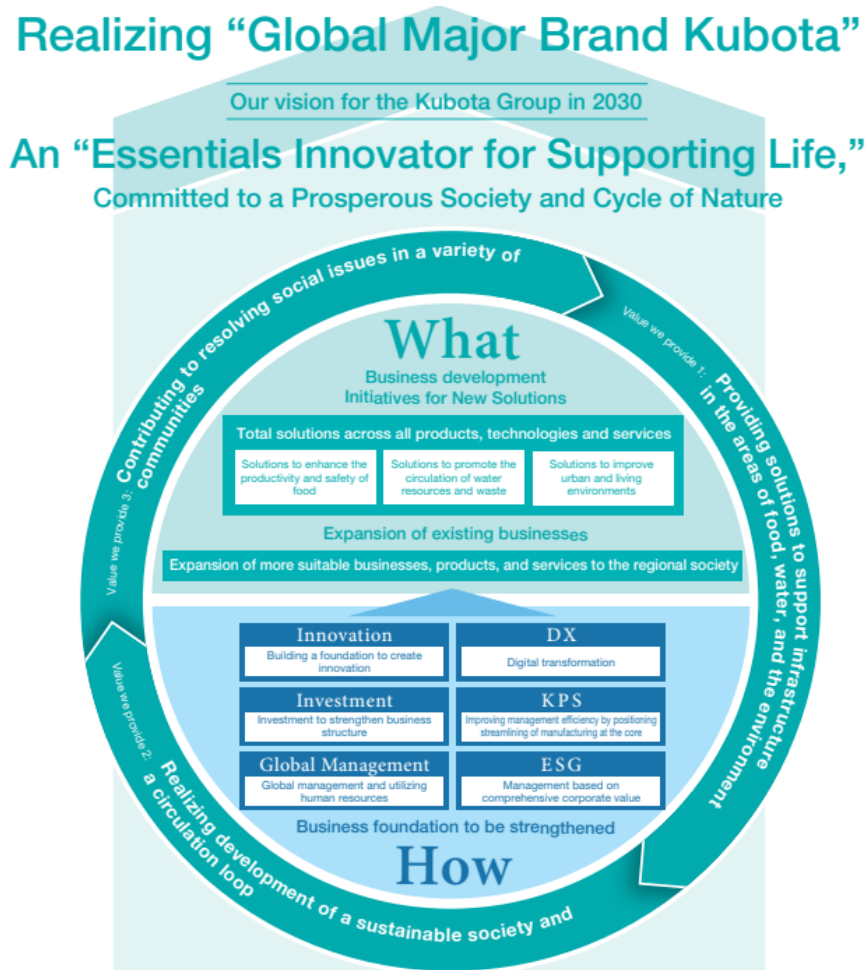 Realizing “Global Major Brand Kubota”
Our vision for the Kubota Group in 2030
An “Essentials Innovator for Supporting Life,”
Committed to a Prosperous Society and Cycle of Nature
Value we provide 1:
Providing solutions to support infrastructure
in the areas of food, water, and the environment
Value we provide 2:
Realizing development of a sustainable society and
a circulation loop
Value we provide 3:
Contributing to resolving social issues in a variety of
communities
What
Business development
Initiatives for New Solutions
Total solutions across all products, technologies and services
Solutions to enhance the
productivity and safety of
food
Solutions to promote the
circulation of water
resources and waste
Solutions to improve
urban and living
environments
Expansion of existing businesses
Expansion of more suitable businesses, products, and services to the regional society
Innovation
Building a foundation to create
innovation
DX
Digital transformation
Investment
Investment to strengthen business
structure
KPS
Improving management efficiency by positioning
streamlining of manufacturing at the core
Global Management
Global management and utilizing
human resources
ESG
Management based on
comprehensive corporate value
Business foundation to be strengthened
How